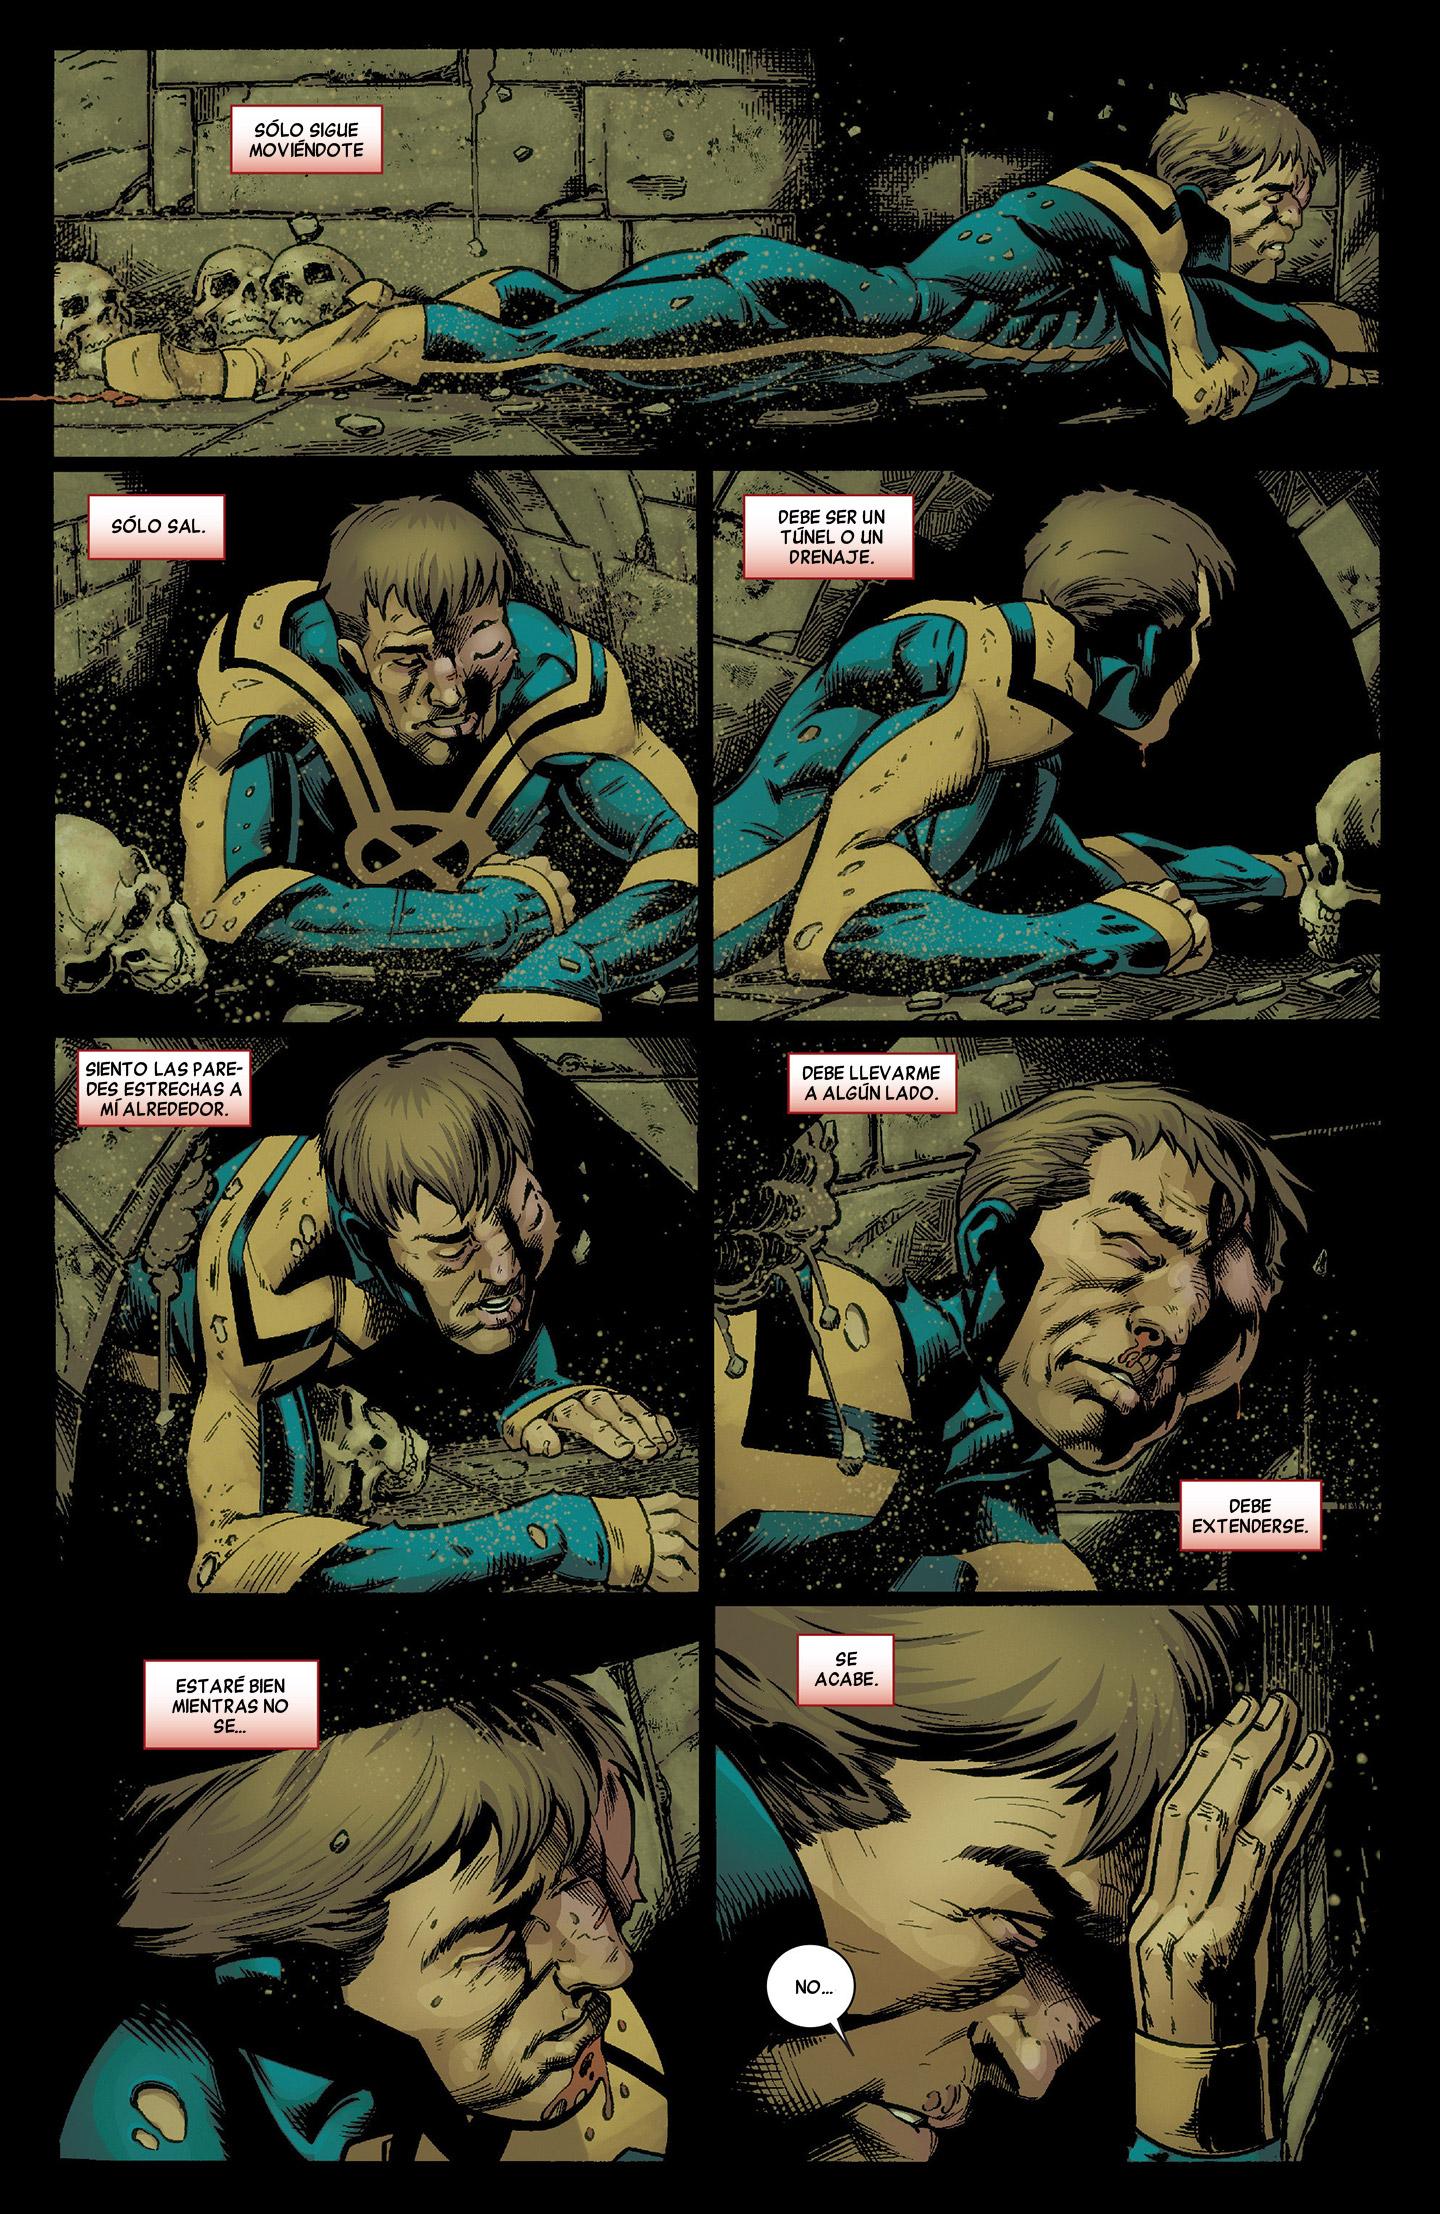 SÓLO SIGUE
MOVIÉNDOTE
SÓLO SAL.
DEBE SER UN
TÚNEL O UN
DRENAJE.
SIENTO LAS PARE-
DES ESTRECHAS A
MÍ ALREDEDOR.
DEBE LLEVARME
A ALGÚN LADO.
DEBE
EXTENDERSE.
ESTARÉ BIEN
MIENTRAS NO
SE...
SE
ACABE.
NO...